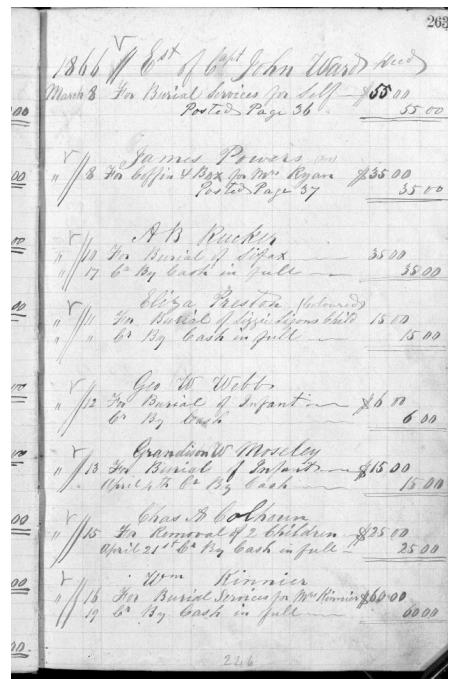 263
1866 Est of Capt John Ward Decd
March 8 For Burial Services for Self $55 00
Posted Page 36 55 00
James Powers
" 8 For Coffin & Box for Mrs Ryan $35 00
Posted Page 37 35 00
A B Rucker
" 10 For Burial of Sifax 38 00
" 17 Cr By Cash in full 38 00
Eliza Preston (Coloured)
" 11 For Burial of Lizzie Lyons Child 15 00
" " Cr By Cash in full 15 00
Geo W Webb
" 12 For Burial of Infant $6 00
Cr By Cash 6 00
Grandison W Moseley
" 13 For Burial of Infant $15 00
April 4th Cr By Cash 15 00
Chas A Colhoun
" 15 For Removal of 2 Children $25 00
April 21st Cr By Cash in full 25 00
Wm Kinnier
" 16 For Burial Services for Mrs Kinnier $60 00
19 Cr By Cash in full 60 00
226